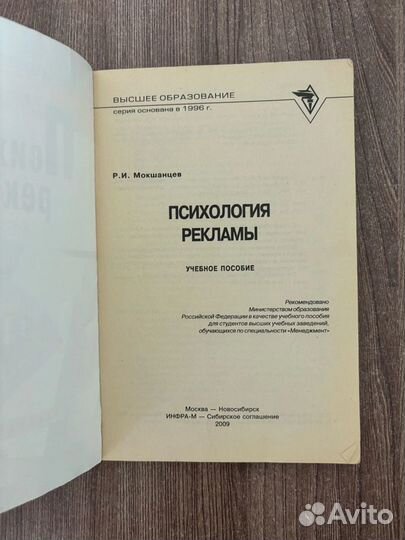 ВЫСШЕЕ ОБРАЗОВАНИЕ
серия основана в 1996 г.
Р.И. Мокшанцев
ПСИХОЛОГИЯ
РЕКЛАМЫ
УЧЕБНОЕ ПОСОБИЕ
Рекомендовано
Министерством образования
Российской Федерации в качестве учебного пособия
для студентов высших учебных заведений,
обучающихся по специальности «Менеджмент»
Москва — Новосибирск
ИНФРА-М — Сибирское соглашение
2009
Avito